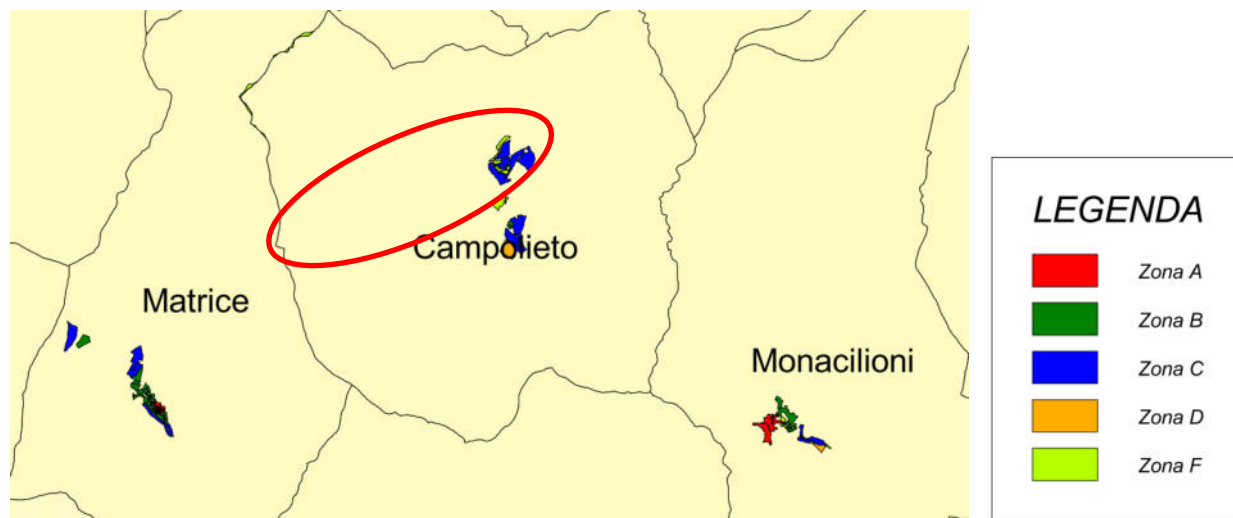 Campolieto
Matrice
Monacilioni
LEGENDA
Zona A
Zona B
Zona C
Zona D
Zona F